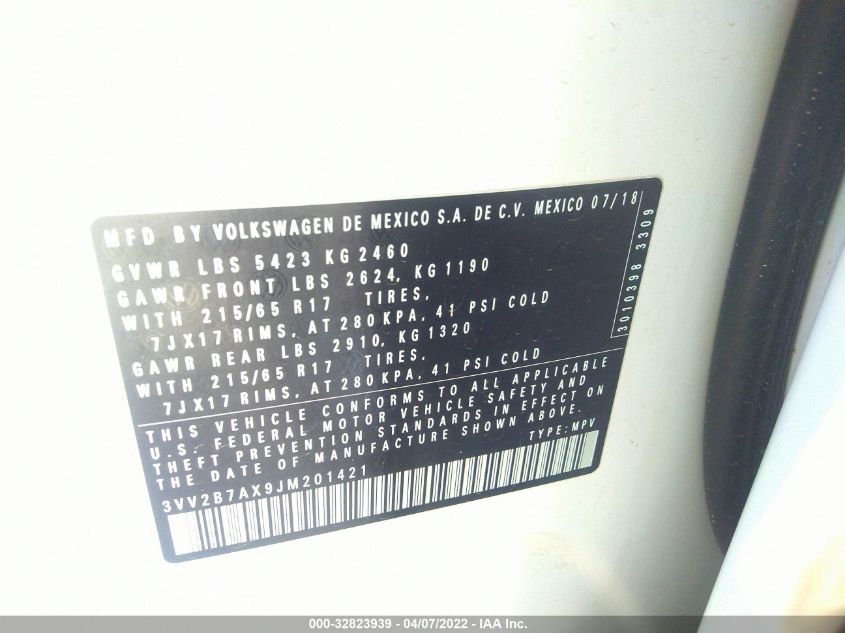 MFD BY VOLKSWAGEN DE MEXICO S.A. DE C.V. MEXICO 07/18
GVWR LBS 5423 KG 2460
GAWR FRONT LBS 2624, KG 1190
WITH 215/65 R17 TIRES,
7JX17 RIMS, AT 280 KPA, 41 PSI COLD
GAWR REAR LBS 2910, KG 1320
WITH 215/65 R17 TIRES,
7JX17 RIMS, AT 280 KPA, 41 PSI COLD
3010398 3309
THIS VEHICLE CONFORMS TO ALL APPLICABLE
U.S. FEDERAL MOTOR VEHICLE SAFETY AND
THEFT PREVENTION STANDARDS IN EFFECT ON
THE DATE OF MANUFACTURE SHOWN ABOVE.
3VV2B7AX9JM201421 TYPE: MPV
000-32823939 - 04/07/2022 - IAA Inc.